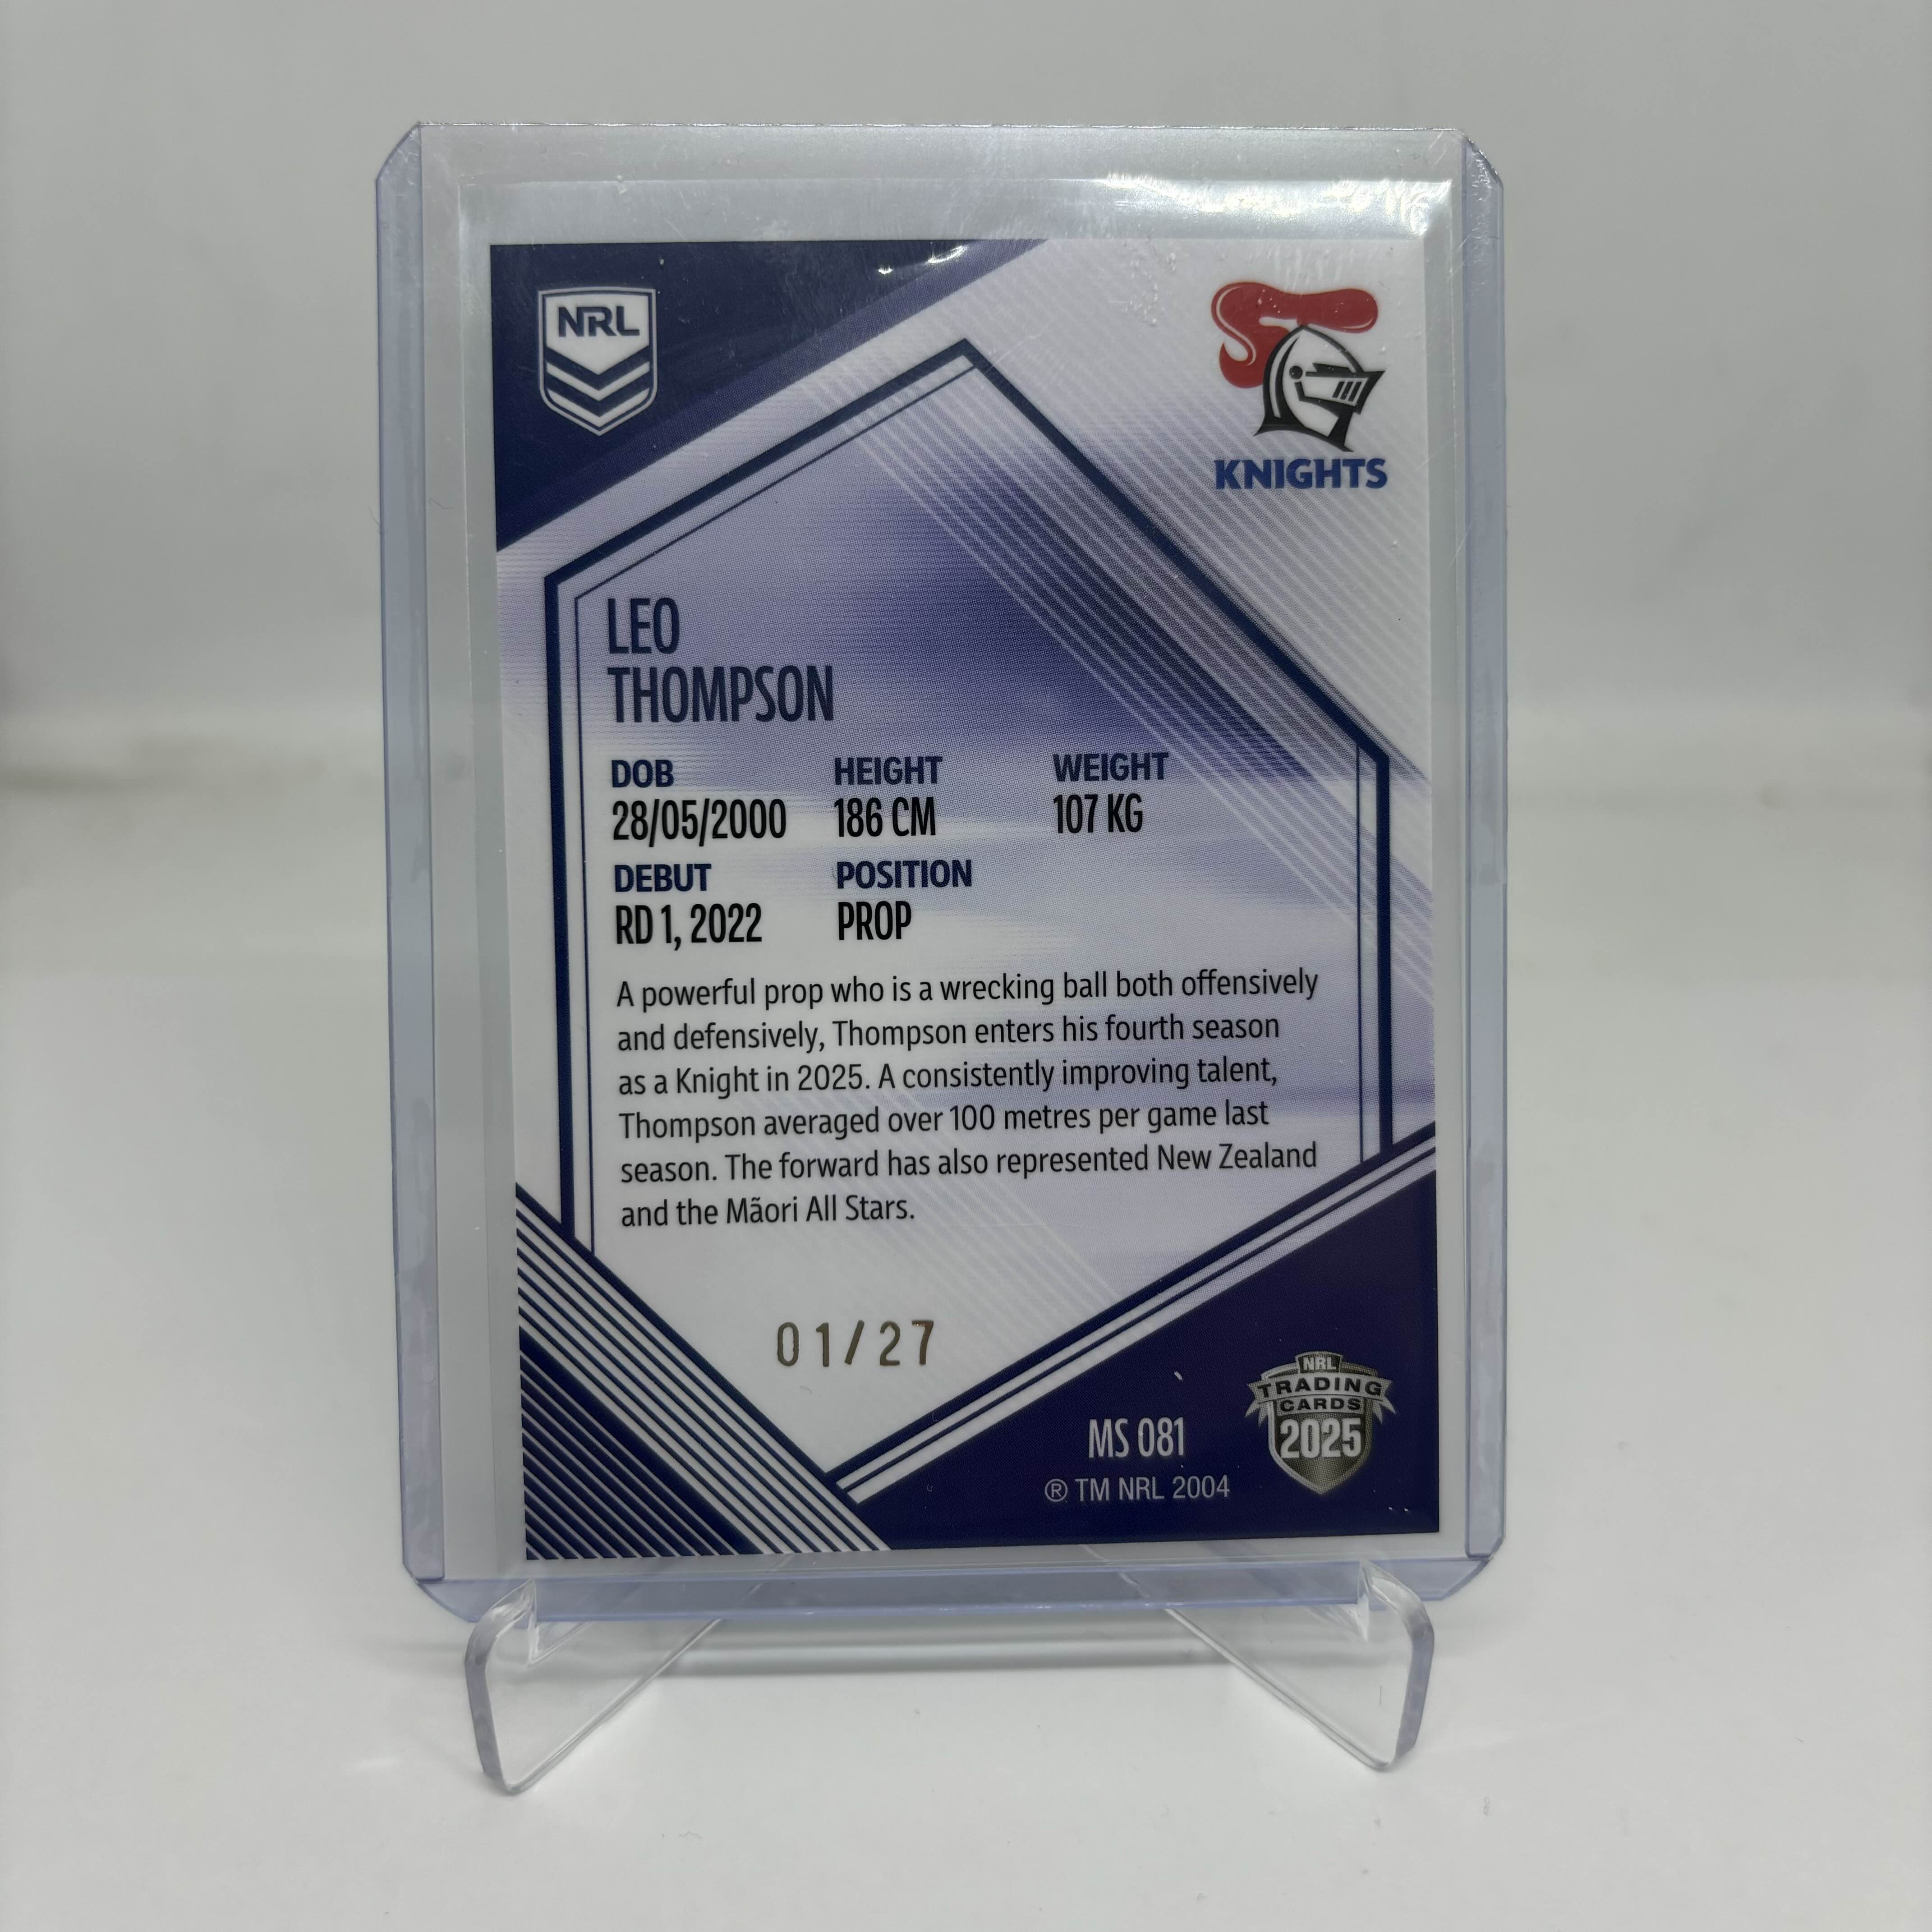 NRL
KNIGHTS
LEO
THOMPSON
DOB HEIGHT WEIGHT
28/05/2000 186 CM 107 KG
DEBUT POSITION
RD 1, 2022 PROP
A powerful prop who is a wrecking ball both offensively
and defensively, Thompson enters his fourth season
as a Knight in 2025. A consistently improving talent,
Thompson averaged over 100 metres per game last
season. The forward has also represented New Zealand
and the Mãori All Stars.
01/27
NRL
TRADING
CARDS
2025
MS 081
® TM NRL 2004